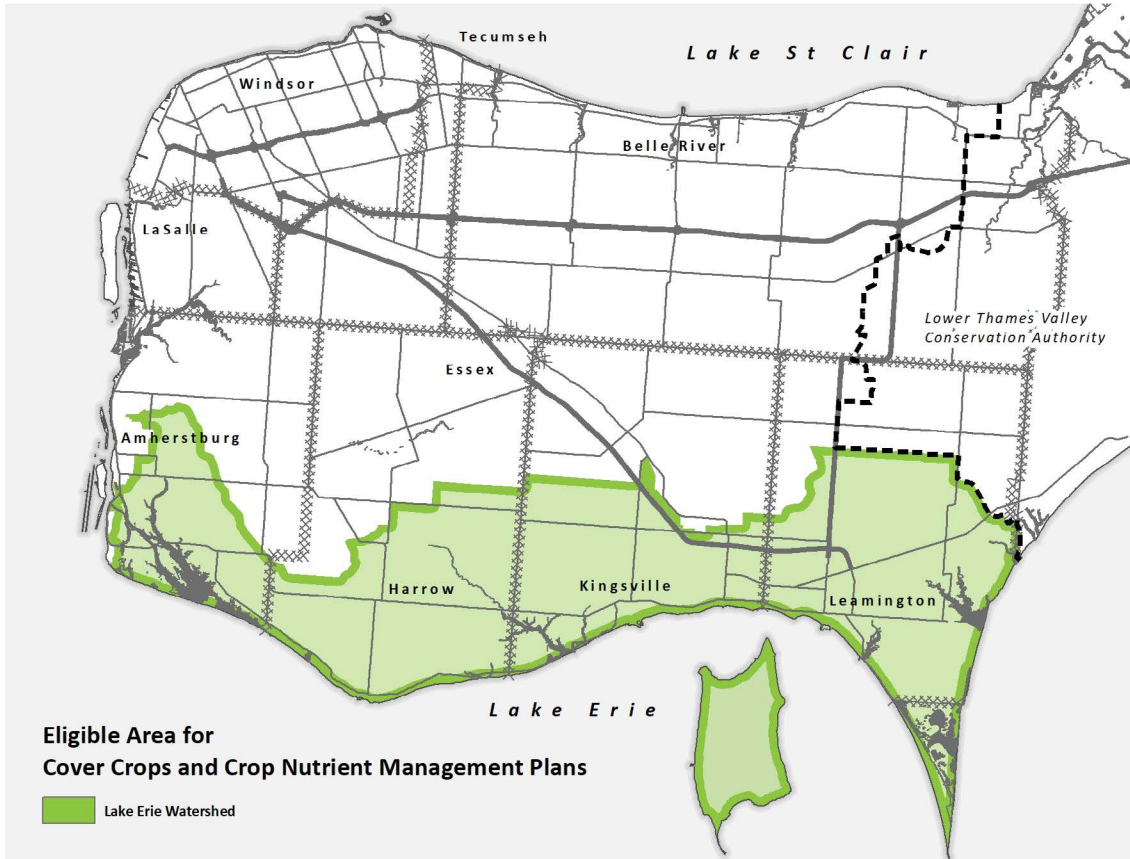 Tecumseh
Lake St Clair
Windsor
Belle River
LaSalle
Lower Thames Valley
Conservation Authority
Essex
Amherstburg
Harrow
Kingsville
Leamington
Lake Erie
Eligible Area for
Cover Crops and Crop Nutrient Management Plans
Lake Erie Watershed